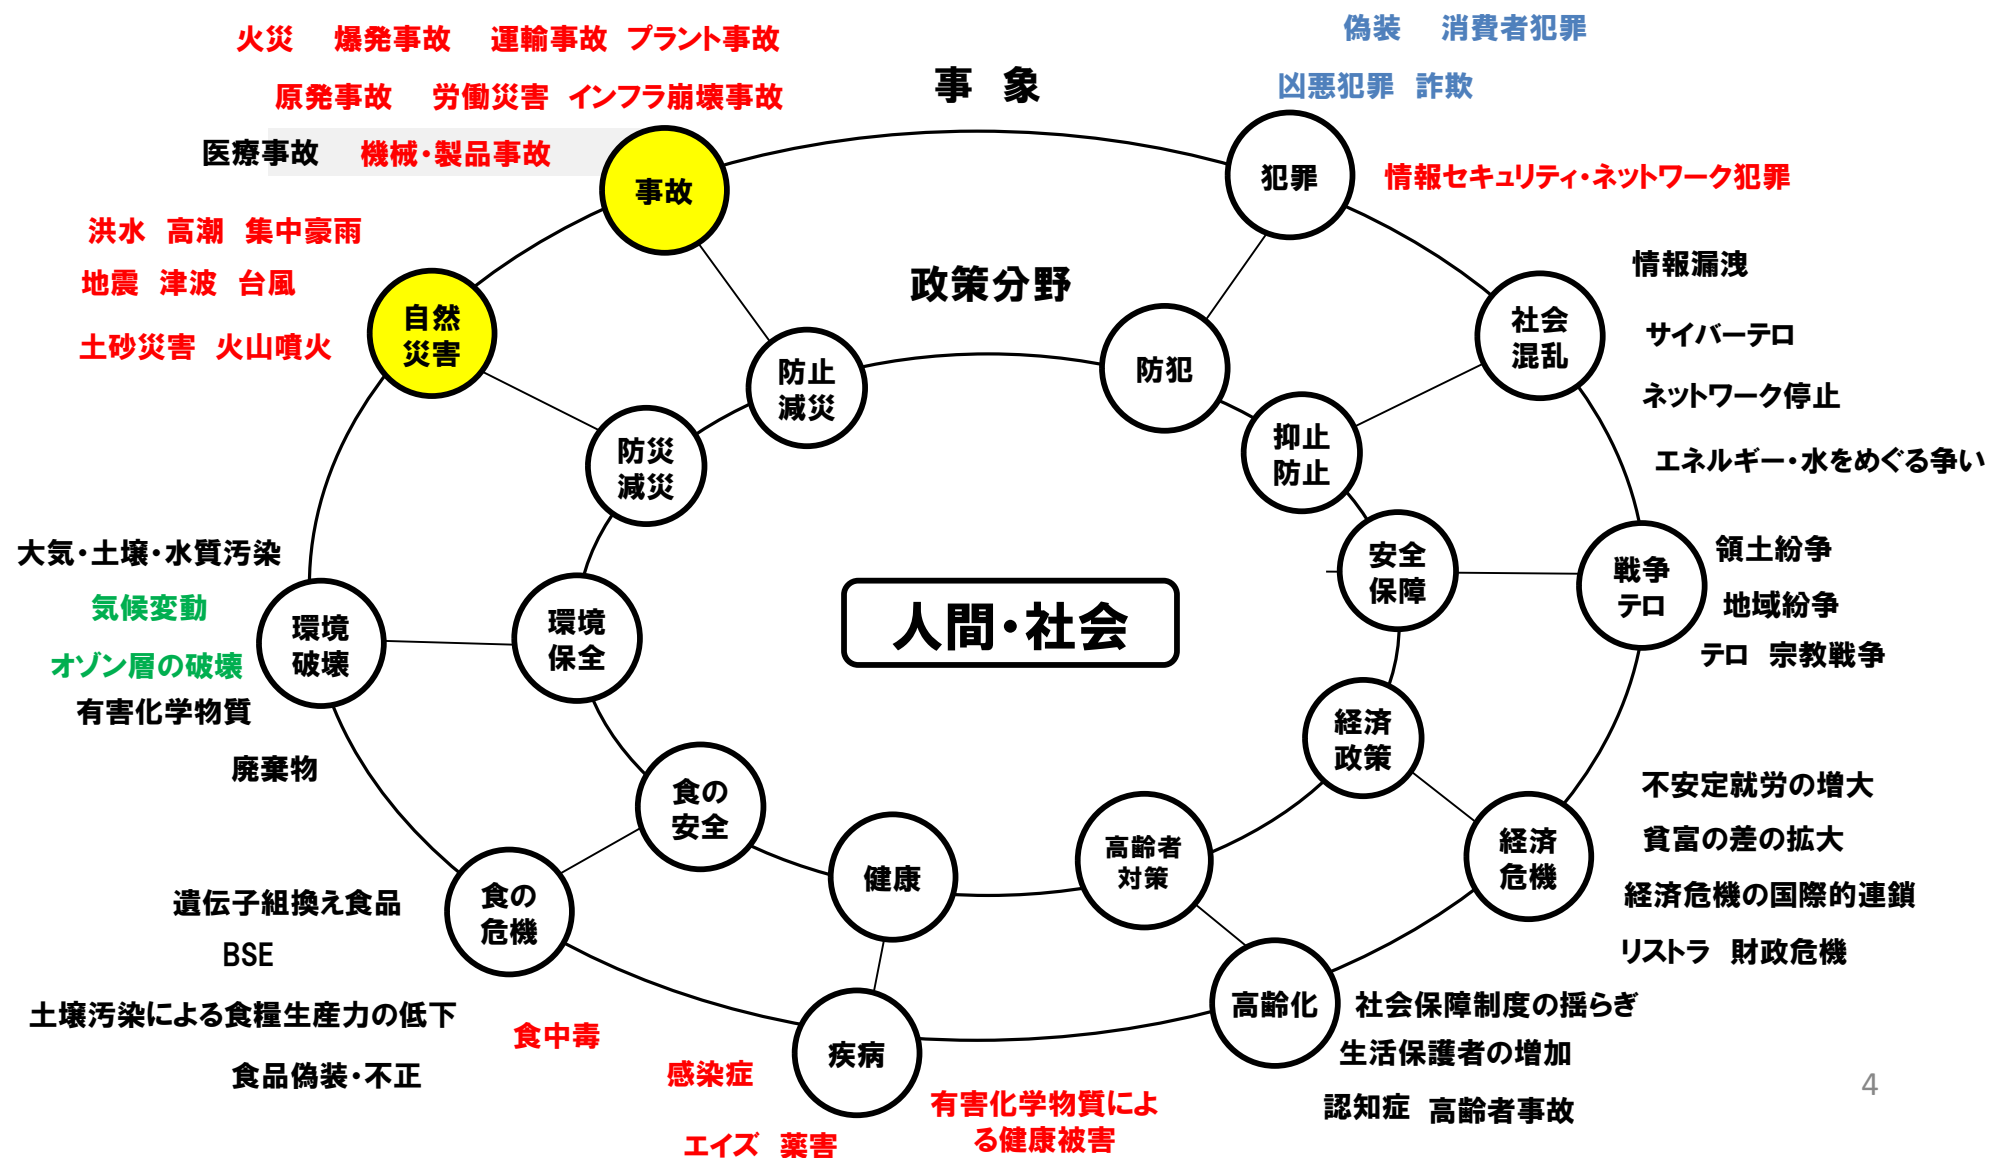 火災 爆発事故 運輸事故 プラント事故
偽装 消費者犯罪
事 象
原発事故 労働災害 インフラ崩壊事故
凶悪犯罪 詐欺
医療事故 機械・製品事故
事故
犯罪
情報セキュリティ・ネットワーク犯罪
洪水 高潮 集中豪雨
地震 津波 台風
土砂災害 火山噴火
自然
災害
政策分野
情報漏洩
サイバーテロ
ネットワーク停止
エネルギー・水をめぐる争い
社会
混乱
防止
減災
防犯
防災
減災
抑止
防止
大気・土壌・水質汚染
気候変動
オゾン層の破壊
有害化学物質
廃棄物
環境
破壊
環境
保全
人間・社会
安全
保障
戦争
テロ
領土紛争
地域紛争
テロ 宗教戦争
経済
政策
食の
安全
健康
高齢者
対策
経済
危機
不安定就労の増大
貧富の差の拡大
経済危機の国際的連鎖
リストラ 財政危機
遺伝子組換え食品
BSE
土壌汚染による食糧生産力の低下
食品偽装・不正
食の
危機
食中毒
感染症
エイズ 薬害
疾病
有害化学物質によ
る健康被害
高齢化
社会保障制度の揺らぎ
生活保護者の増加
認知症 高齢者事故
4